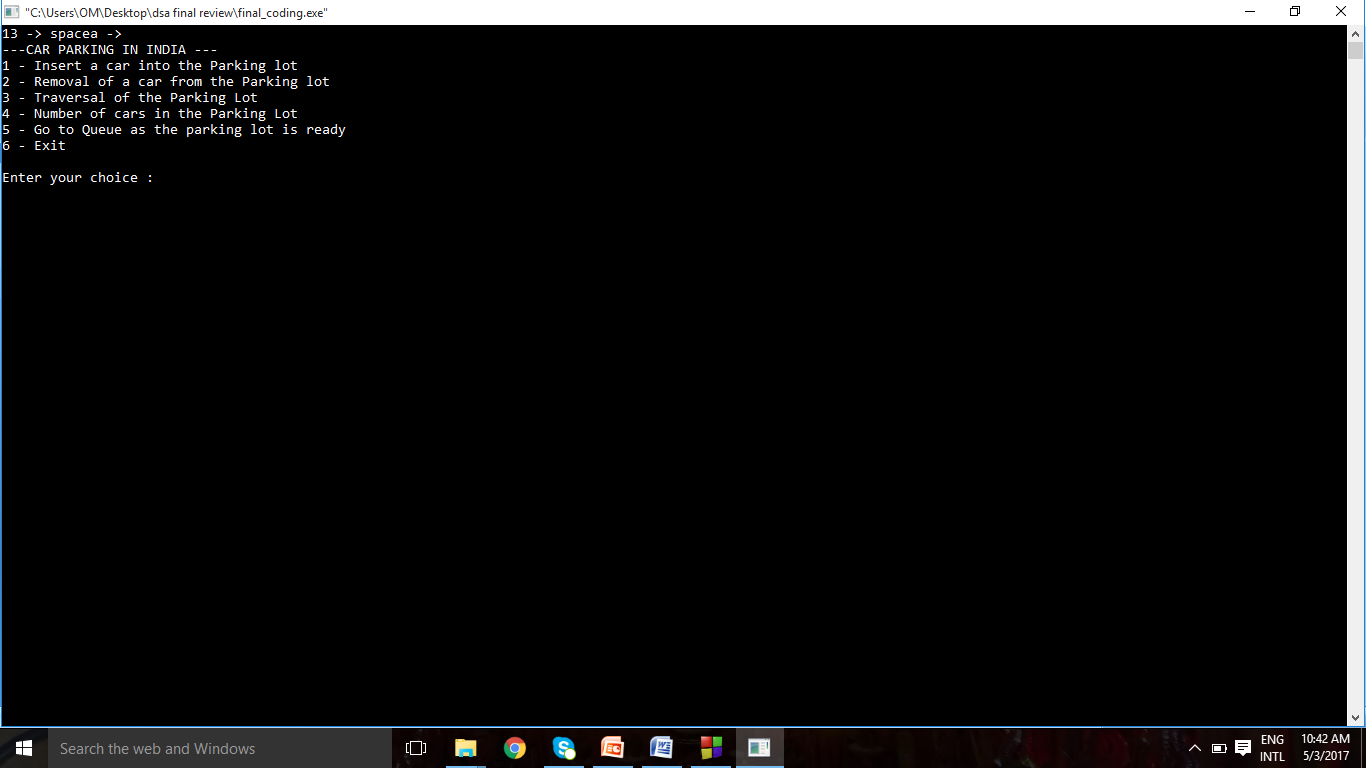 "C:\Users\OM\Desktop\dsa final review\final_coding.exe"
13 -> spacea ->
---CAR PARKING IN INDIA ---
1 - Insert a car into the Parking lot
2 - Removal of a car from the Parking lot
3 - Traversal of the Parking Lot
4 - Number of cars in the Parking Lot
5 - Go to Queue as the parking lot is ready
6 - Exit
Enter your choice :
Search the web and Windows
ENG
INTL
10:42 AM
5/3/2017